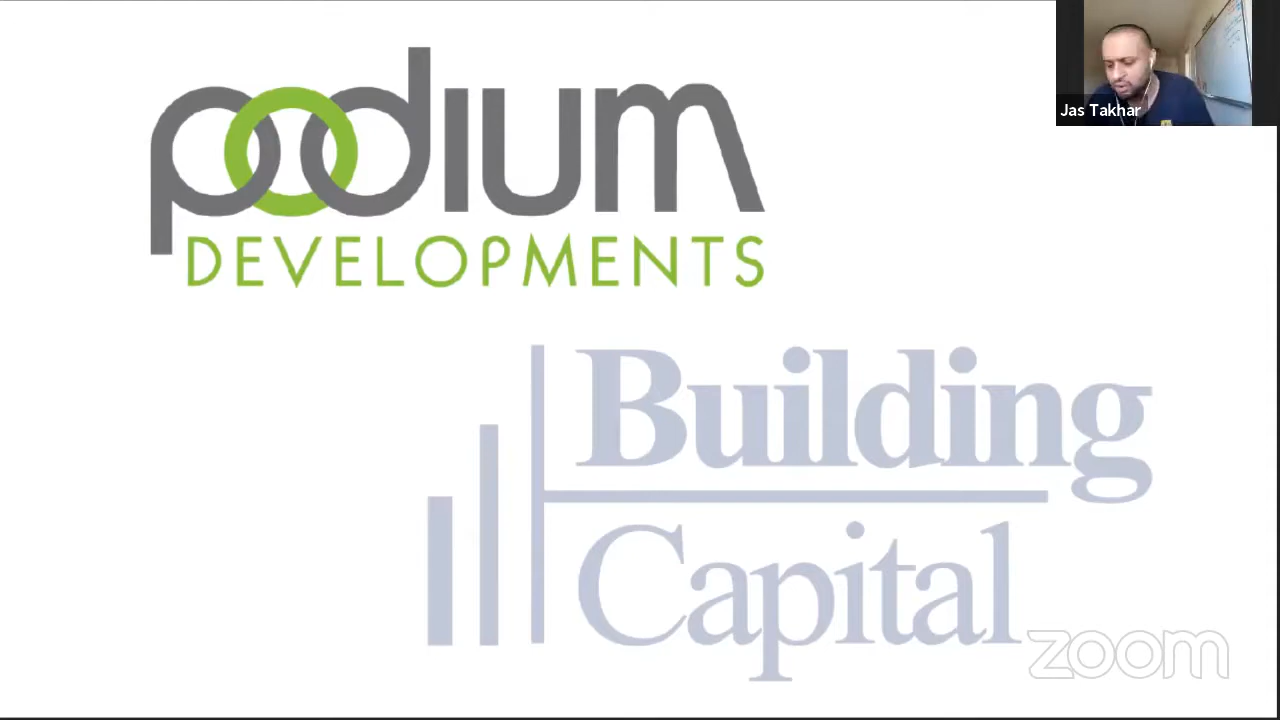 podium
DEVELOPMENTS
Jas Takhar
Building
Capital
zoom